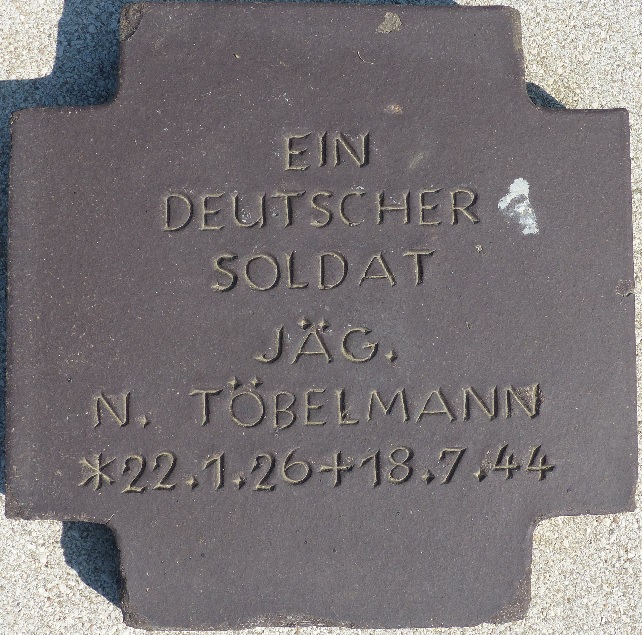 EIN
DEUTSCHER
SOLDAT
JÄG.
N. TÖBELMANN
*22.1.26+18.7.44